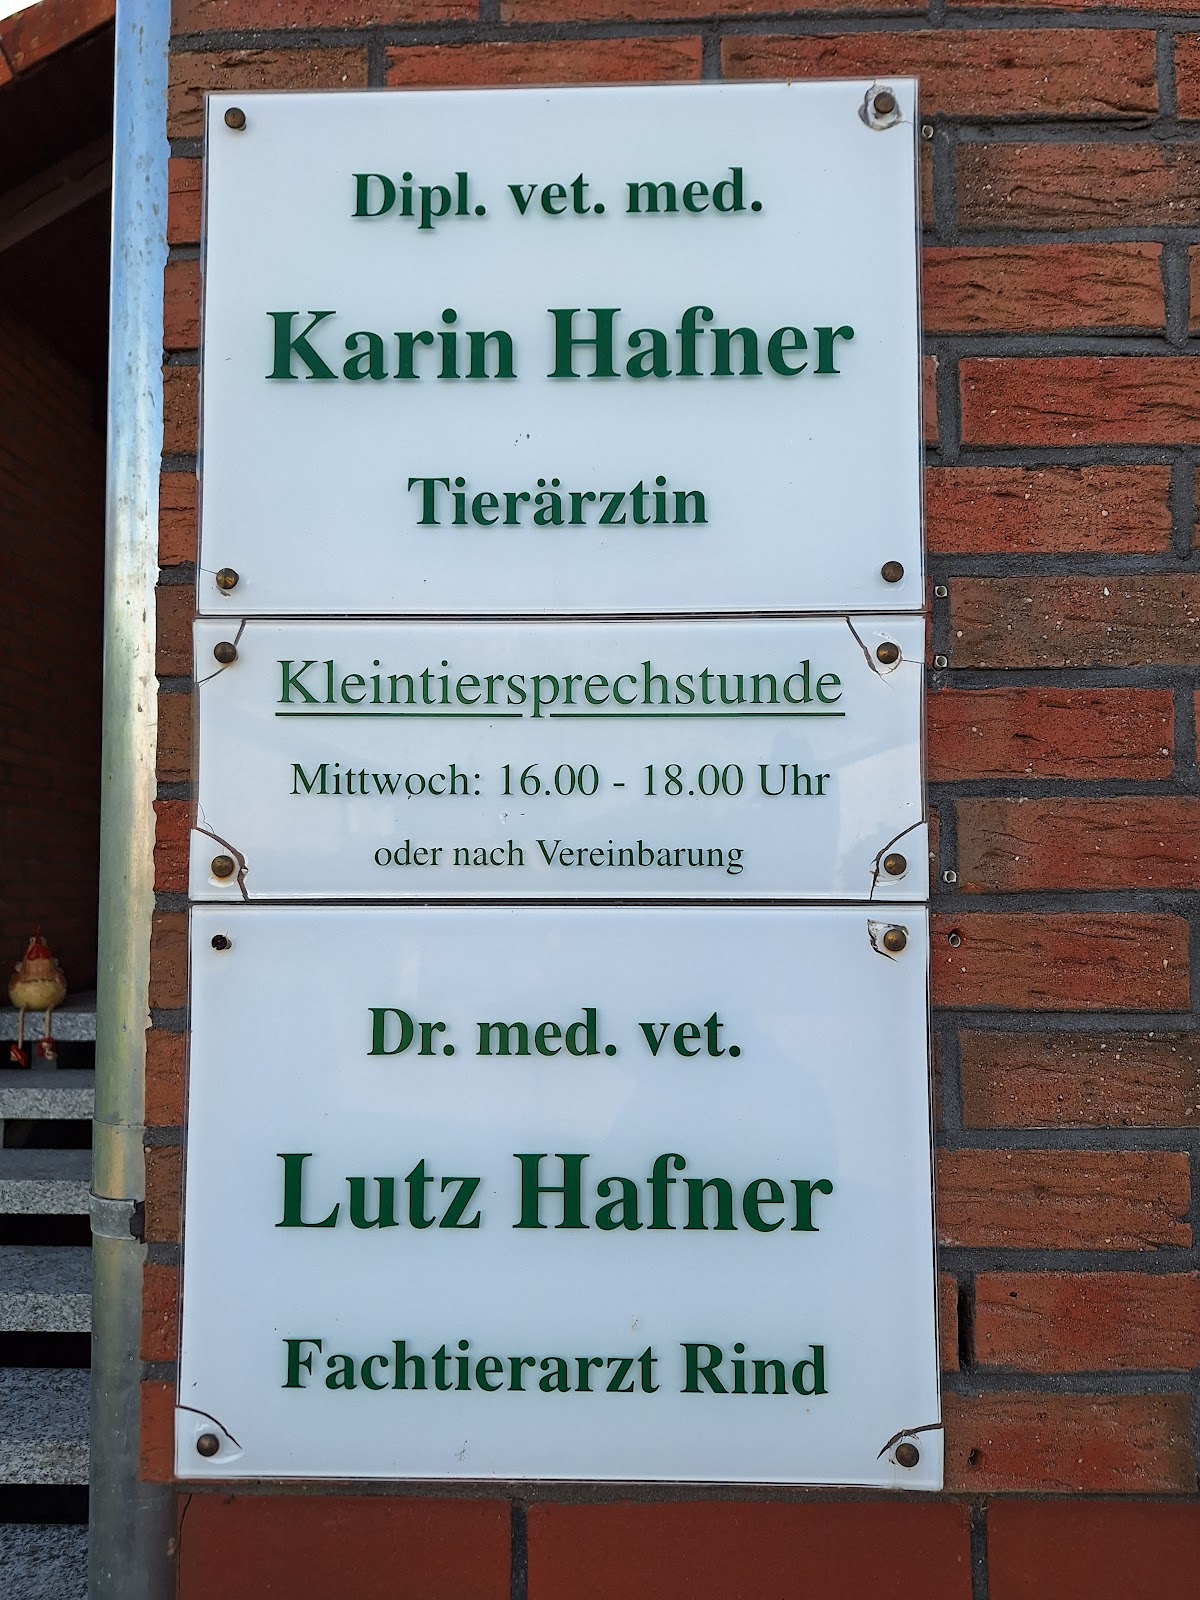 Dipl. vet. med.
Karin Hafner
Tierärztin
Kleintiersprechstunde
Mittwoch: 16.00 - 18.00 Uhr
oder nach Vereinbarung
Dr. med. vet.
Lutz Hafner
Fachtierarzt Rind